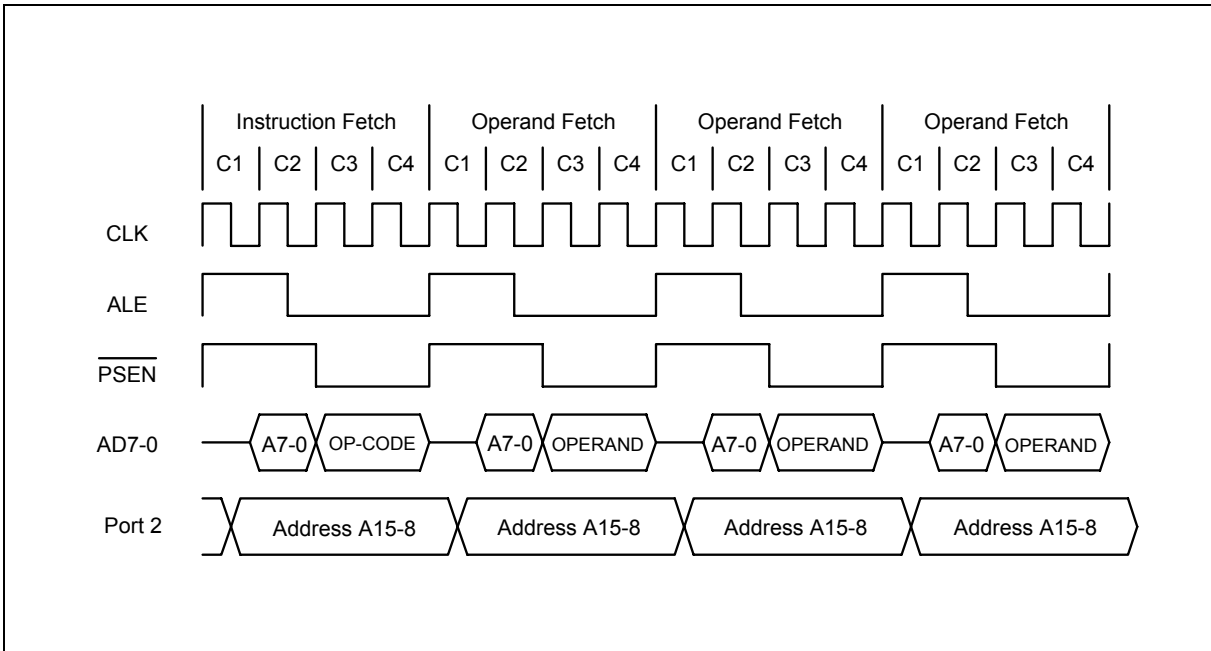 Instruction Fetch Operand Fetch Operand Fetch Operand Fetch
C1 C2 C3 C4 C1 C2 C3 C4 C1 C2 C3 C4 C1 C2 C3 C4
CLK
ALE
PSEN
AD7-0 A7-0 OP-CODE A7-0 OPERAND A7-0 OPERAND A7-0 OPERAND
Port 2 Address A15-8 Address A15-8 Address A15-8 Address A15-8